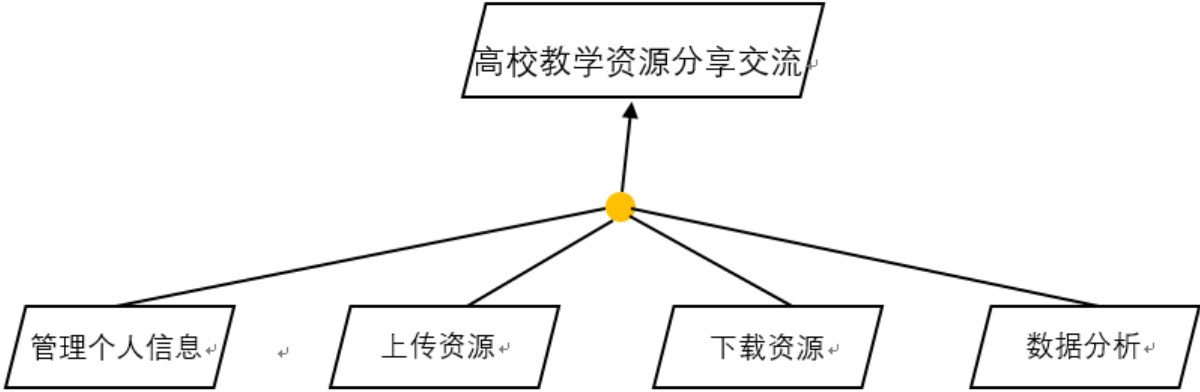 高校教学资源分享交流
管理个人信息
上传资源
下载资源
数据分析